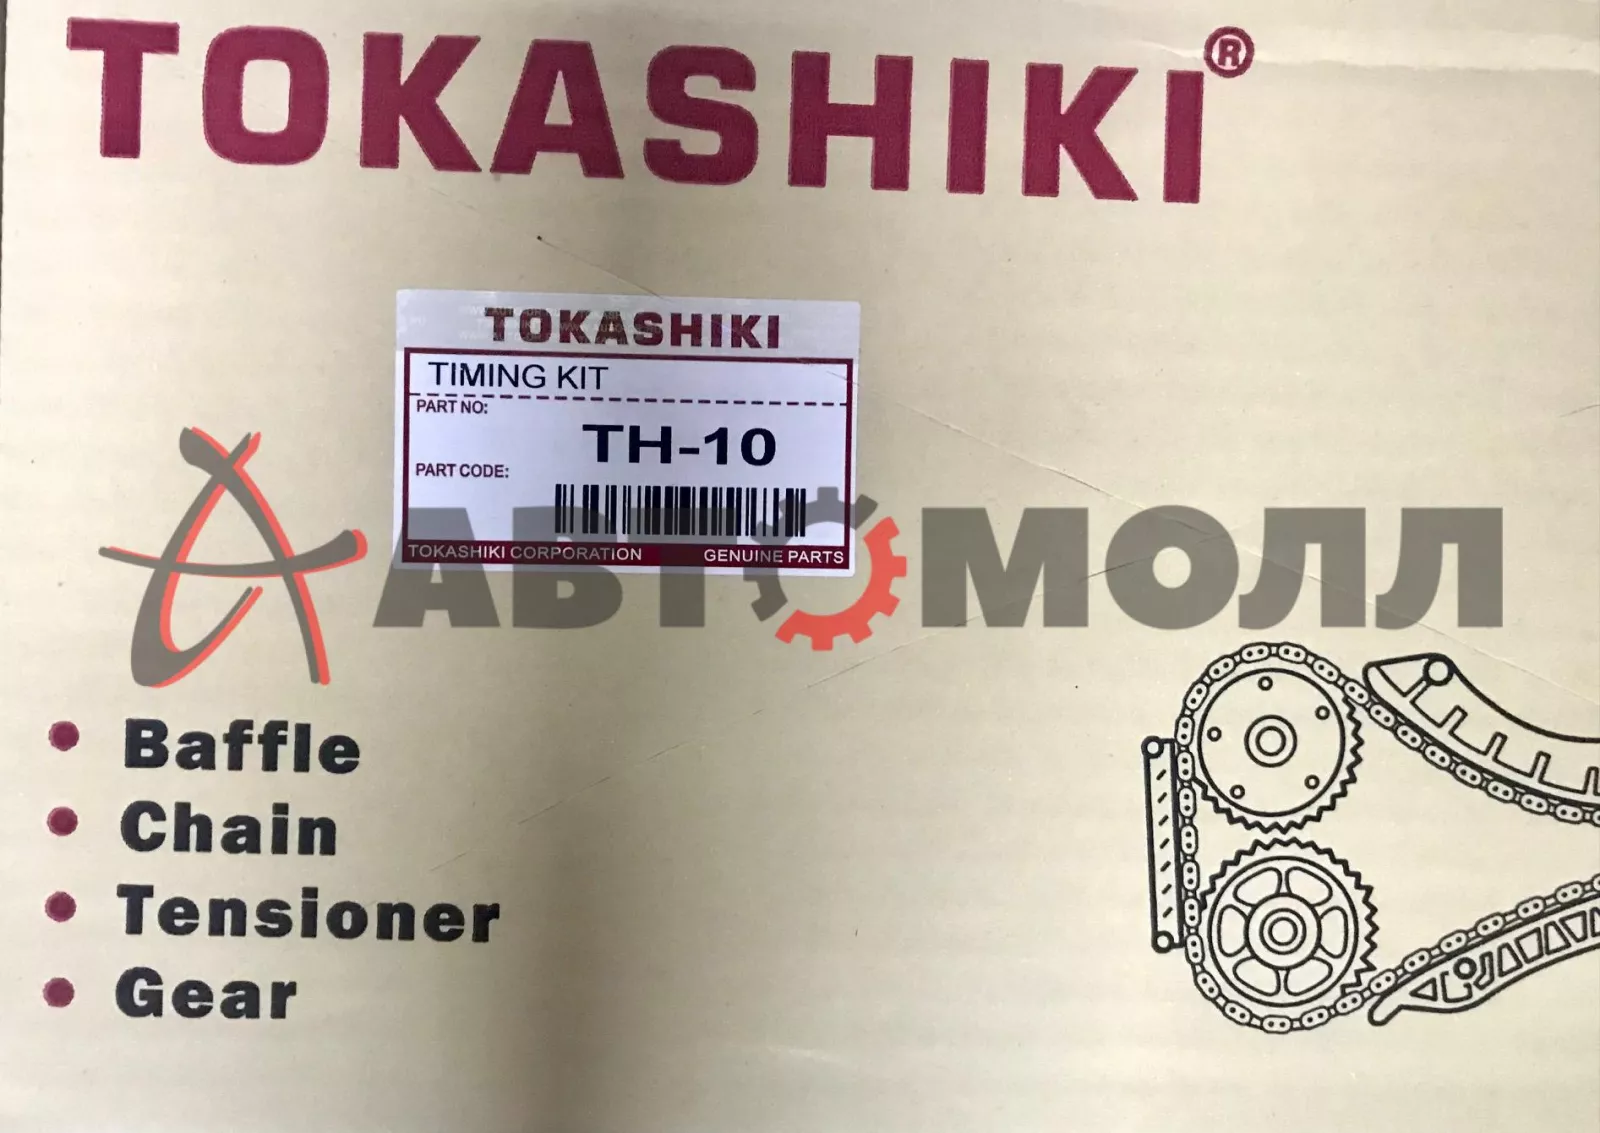 TOKASHIKI®
TOKASHIKI
TIMING KIT
PART NO:
TH-10
PART CODE:
TOKASHIKI CORPORATION GENUINE PARTS
АВТОМОЛЛ
Baffle
Chain
Tensioner
Gear